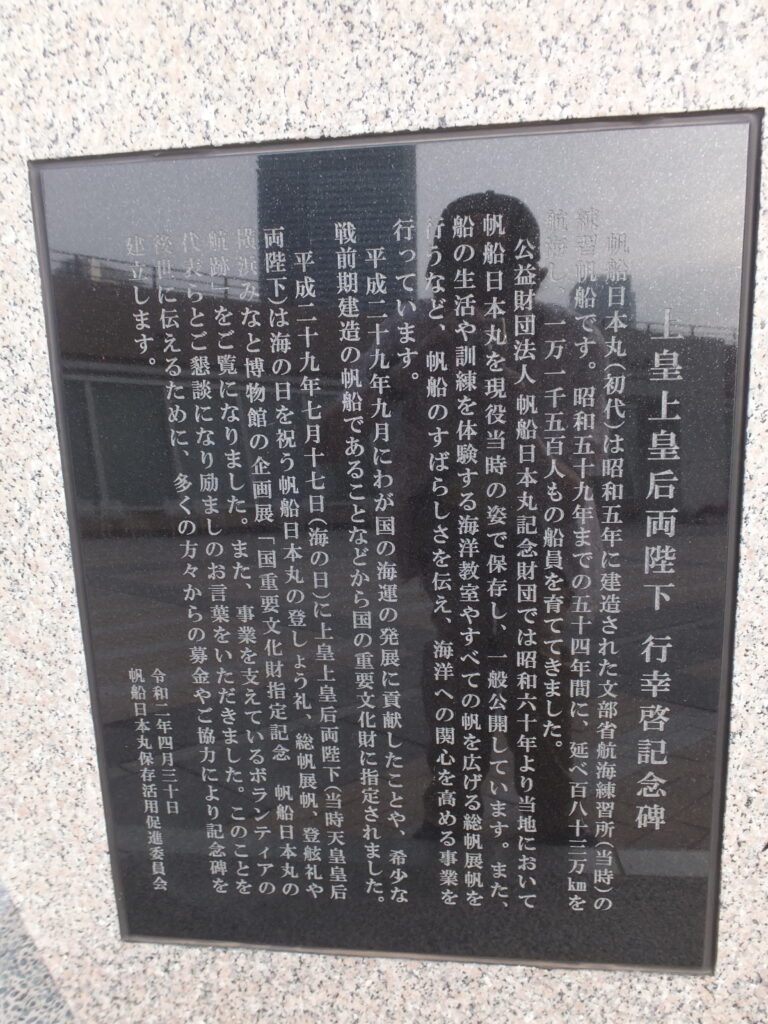 上皇上皇后両陛下 行幸啓記念碑
帆船日本丸(初代)は昭和五年に建造された文部省航海練習所(当時)の
練習帆船です。昭和五十九年までの五十四年間に、延べ百八十三万㎞を
航海し、一万一千五百人もの船員を育ててきました。
公益財団法人 帆船日本丸記念財団では昭和六十年より当地において
帆船日本丸を現役当時の姿で保存し、一般公開しています。また、
船の生活や訓練を体験する海洋教室やすべての帆を広げる総帆展帆を
行うなど、帆船のすばらしさを伝え、海洋への関心を高める事業を
行っています。
平成二十九年九月にわが国の海運の発展に貢献したことや、希少な
戦前期建造の帆船であることなどから国の重要文化財に指定されました。
平成二十九年七月十七日(海の日)に上皇上皇后両陛下(当時天皇皇后
両陛下)は海の日を祝う帆船日本丸の登しょう礼、総帆展帆、登舷礼や
横浜みなと博物館の企画展「国重要文化財指定記念 帆船日本丸の
航跡」をご覧になりました。また、事業を支えているボランティアの
代表らとご懇談になり励ましのお言葉をいただきました。このことを
後世に伝えるために、多くの方々からの募金やご協力により記念碑を
建立します。
令和二年四月三十日
帆船日本丸保存活用促進委員会